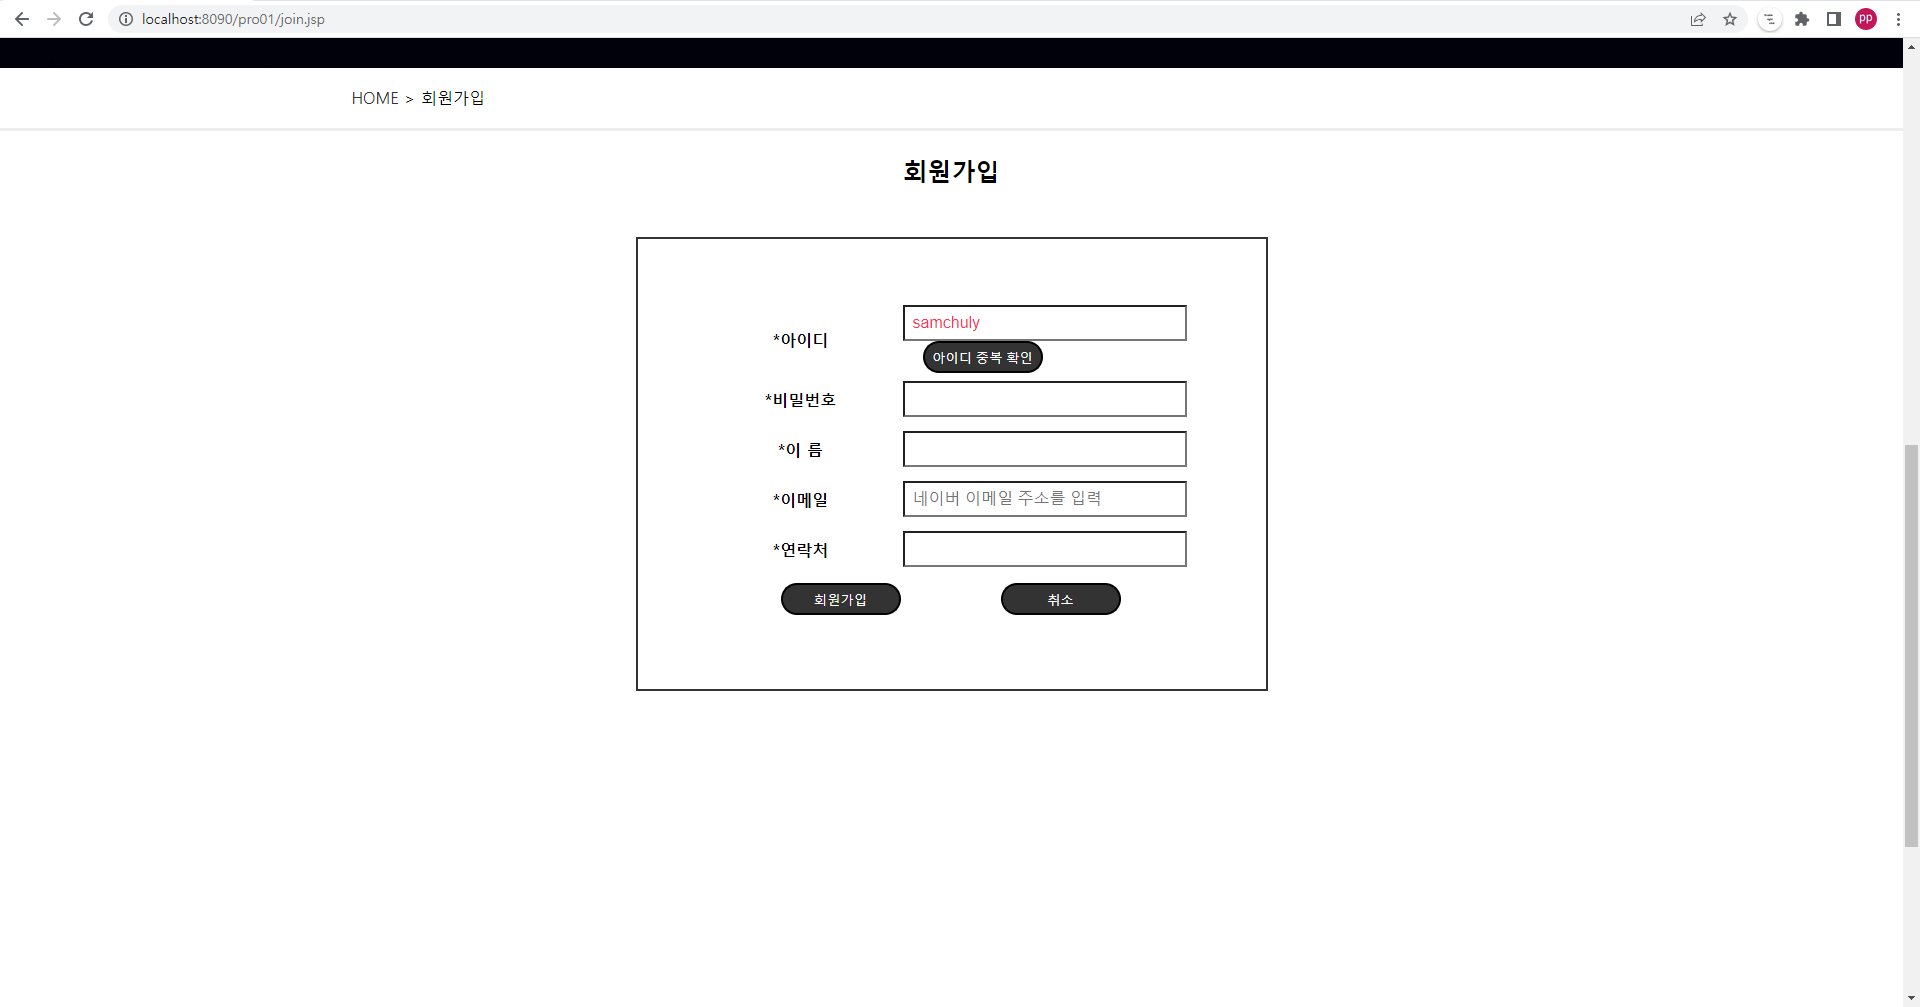 localhost:8090/pro01/join.jsp
PP
HOME > 회원가입
회원가입
*아이디
samchuly
아이디 중복 확인
*비밀번호
*이 름
*이메일
네이버 이메일 주소를 입력
*연락처
회원가입
취소